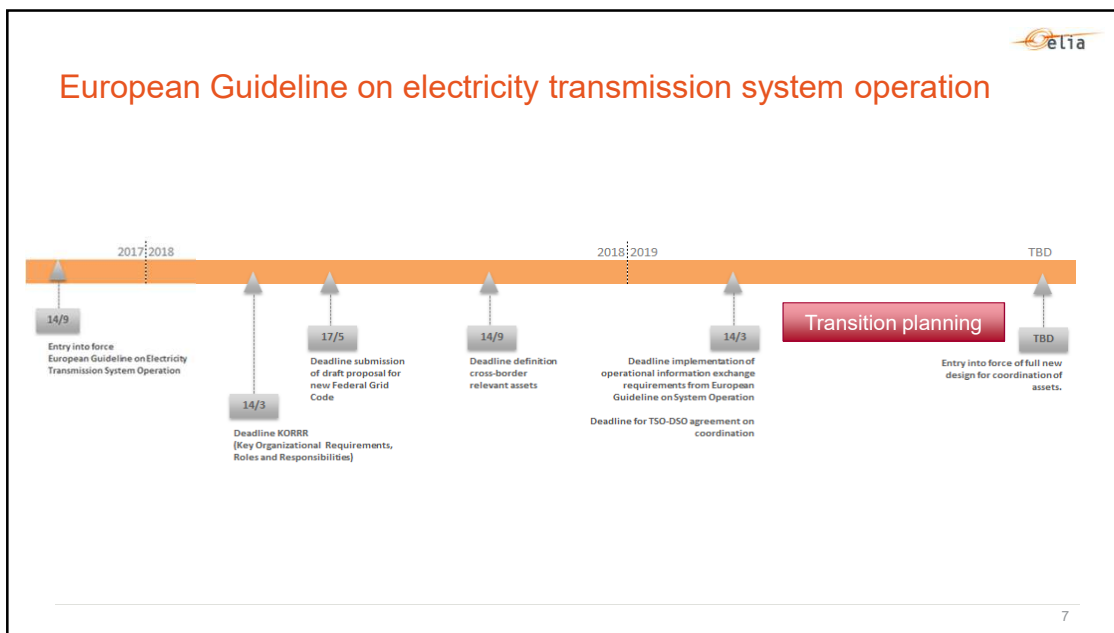 elia
European Guideline on electricity transmission system operation
2017 2018
2018 2019
TBD
14/9
Entry into force
European Guideline on Electricity
Transmission System Operation
14/3
Deadline KORRR
(Key Organizational Requirements,
Roles and Responsibilities)
17/5
Deadline submission
of draft proposal for
new Federal Grid
Code
14/9
Deadline definition
cross-border
relevant assets
14/3
Deadline implementation of
operational information exchange
requirements from European
Guideline on System Operation
Deadline for TSO-DSO agreement on
coordination
Transition planning
TBD
Entry into force of full new
design for coordination of
assets.
7